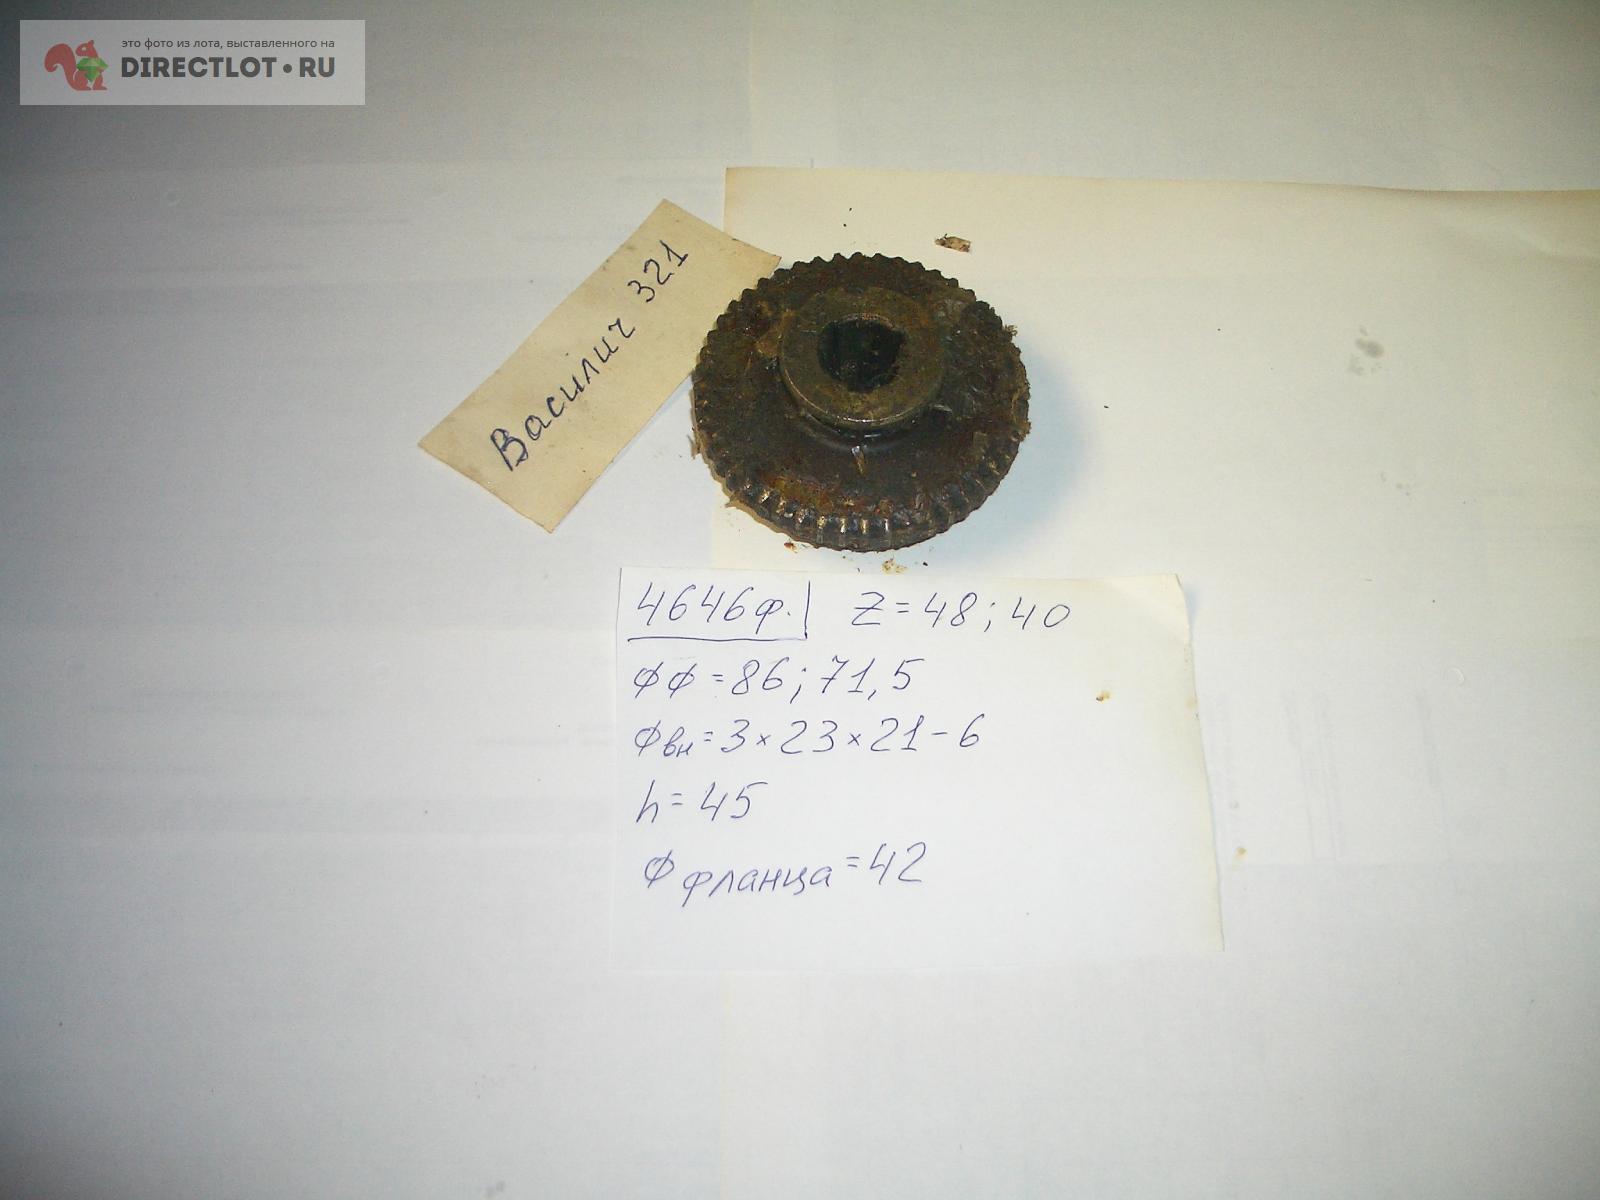 это фото из лота, выставленного на
DIRECTLOT•RU
Василич 321
4646ф. Z=48; 40
ФФ=86; 71,5
Фвн=3×23×21-6
h=45
Ф фланца=42